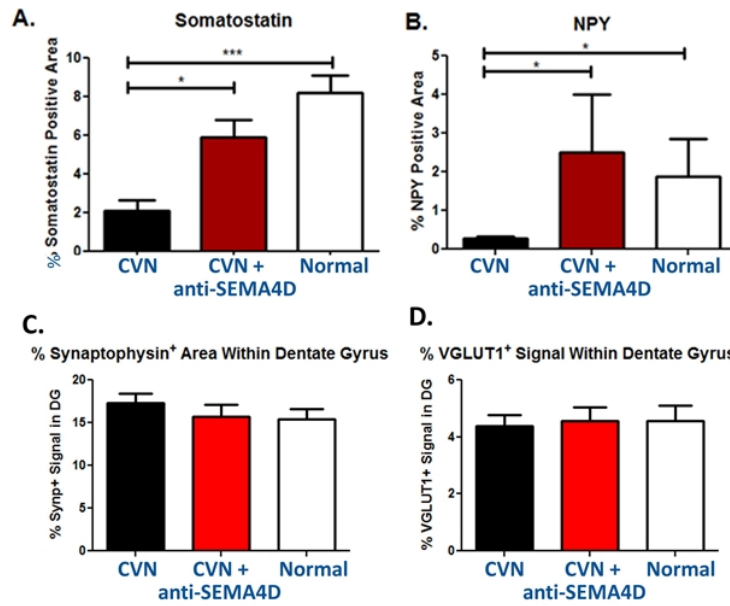 A.
Somatostatin
***
*
% Somatostatin Positive Area
10
8
6
4
2
0
CVN
CVN +
anti-SEMA4D
Normal
B.
NPY
*
*
% NPY Positive Area
5
4
3
2
1
0
CVN
CVN +
anti-SEMA4D
Normal
C.
% Synaptophysin⁺ Area Within Dentate Gyrus
% Synp+ Signal in DG
20
15
10
5
0
CVN
CVN +
anti-SEMA4D
Normal
D.
% VGLUT1⁺ Signal Within Dentate Gyrus
% VGLUT1+ Signal in DG
6
4
2
0
CVN
CVN +
anti-SEMA4D
Normal